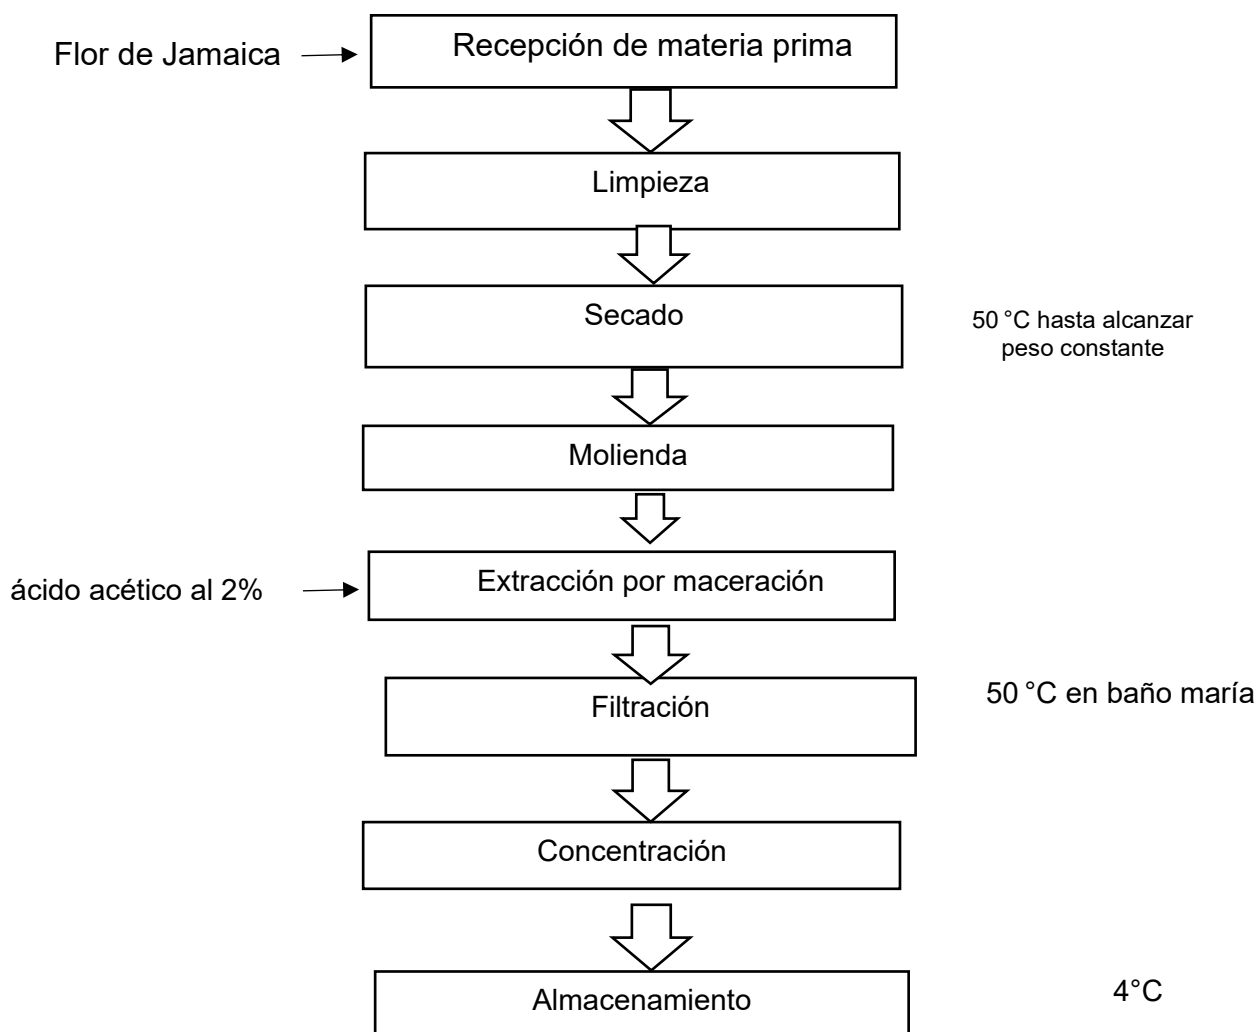 Flor de Jamaica
Recepción de materia prima
Limpieza
Secado
50 °C hasta alcanzar
peso constante
Molienda
ácido acético al 2%
Extracción por maceración
Filtración
50 °C en baño maría
Concentración
Almacenamiento
4°C